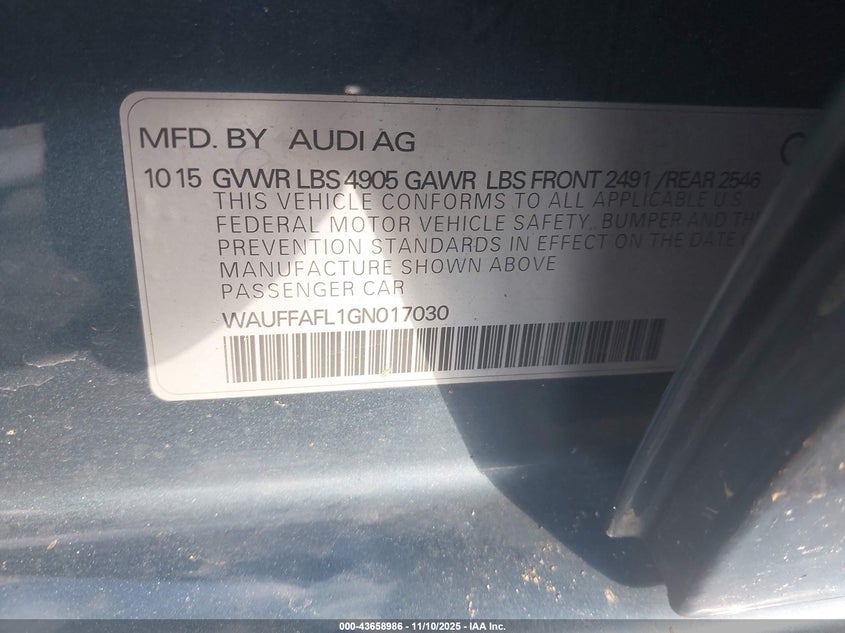 MFD. BY AUDI AG
10 15 GVWR LBS 4905 GAWR LBS FRONT 2491 /REAR 2546
THIS VEHICLE CONFORMS TO ALL APPLICABLE U.S.
FEDERAL MOTOR VEHICLE SAFETY, BUMPER AND
PREVENTION STANDARDS IN EFFECT ON THE DATE
MANUFACTURE SHOWN ABOVE
PASSENGER CAR
WAUFFAFL1GN017030
000-43658986 - 11/10/2025 - IAA Inc.